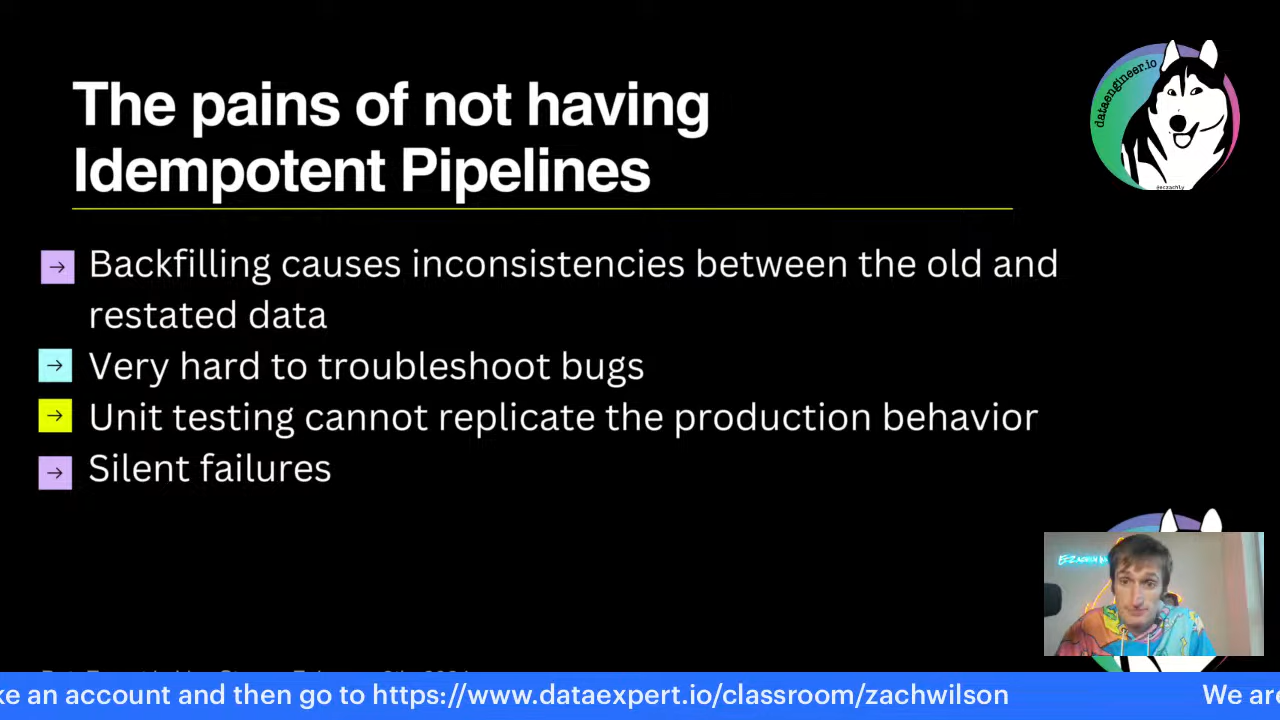 The pains of not having
Idempotent Pipelines
dataengineer.io
@eczachly
→ Backfilling causes inconsistencies between the old and
restated data
→ Very hard to troubleshoot bugs
→ Unit testing cannot replicate the production behavior
→ Silent failures
ke an account and then go to https://www.dataexpert.io/classroom/zachwilson We are